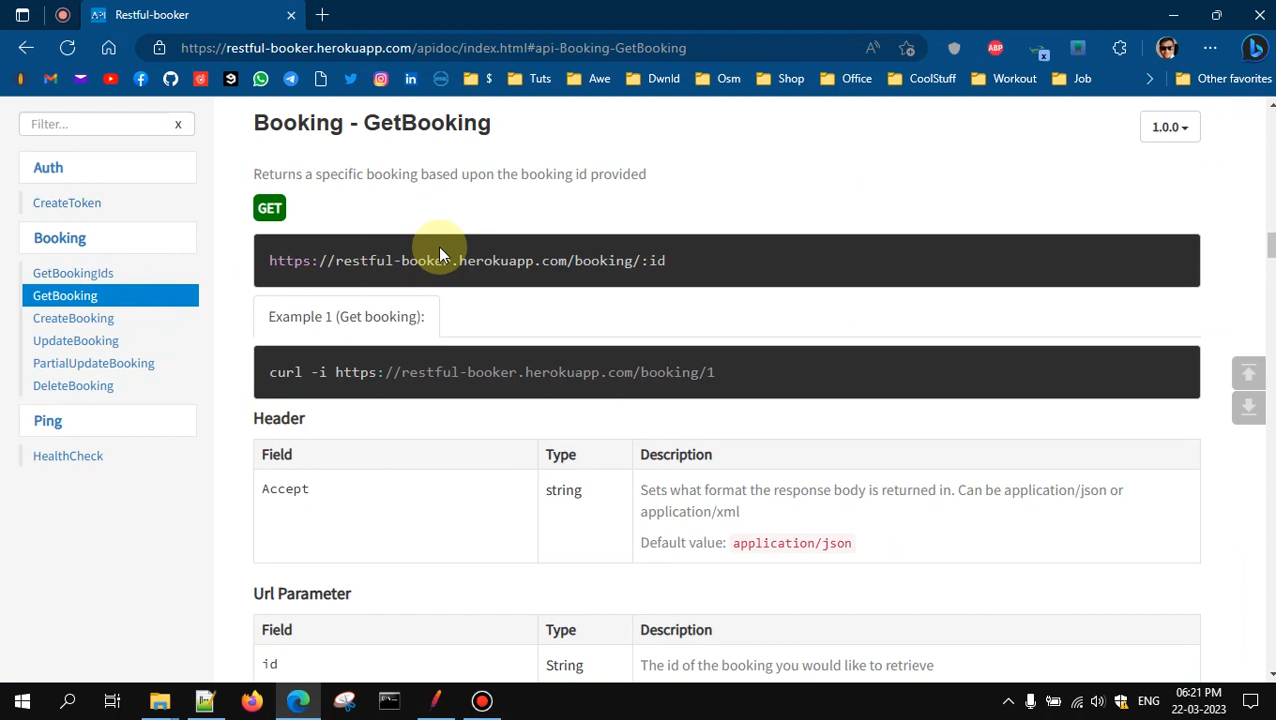 Restful-booker
https://restful-booker.herokuapp.com/apidoc/index.html#api-Booking-GetBooking
$ Tuts Awe Dwnld Osm Shop Office CoolStuff Workout Job Other favorites
Filter... x
Auth
CreateToken
Booking
GetBookingIds
GetBooking
CreateBooking
UpdateBooking
PartialUpdateBooking
DeleteBooking
Ping
HealthCheck
Booking - GetBooking
1.0.0
Returns a specific booking based upon the booking id provided
GET
https://restful-booker.herokuapp.com/booking/:id
Example 1 (Get booking):
curl -i https://restful-booker.herokuapp.com/booking/1
Header
Field Type Description
Accept string Sets what format the response body is returned in. Can be application/json or
application/xml
Default value: application/json
Url Parameter
Field Type Description
id String The id of the booking you would like to retrieve
ENG
06:21 PM
22-03-2023